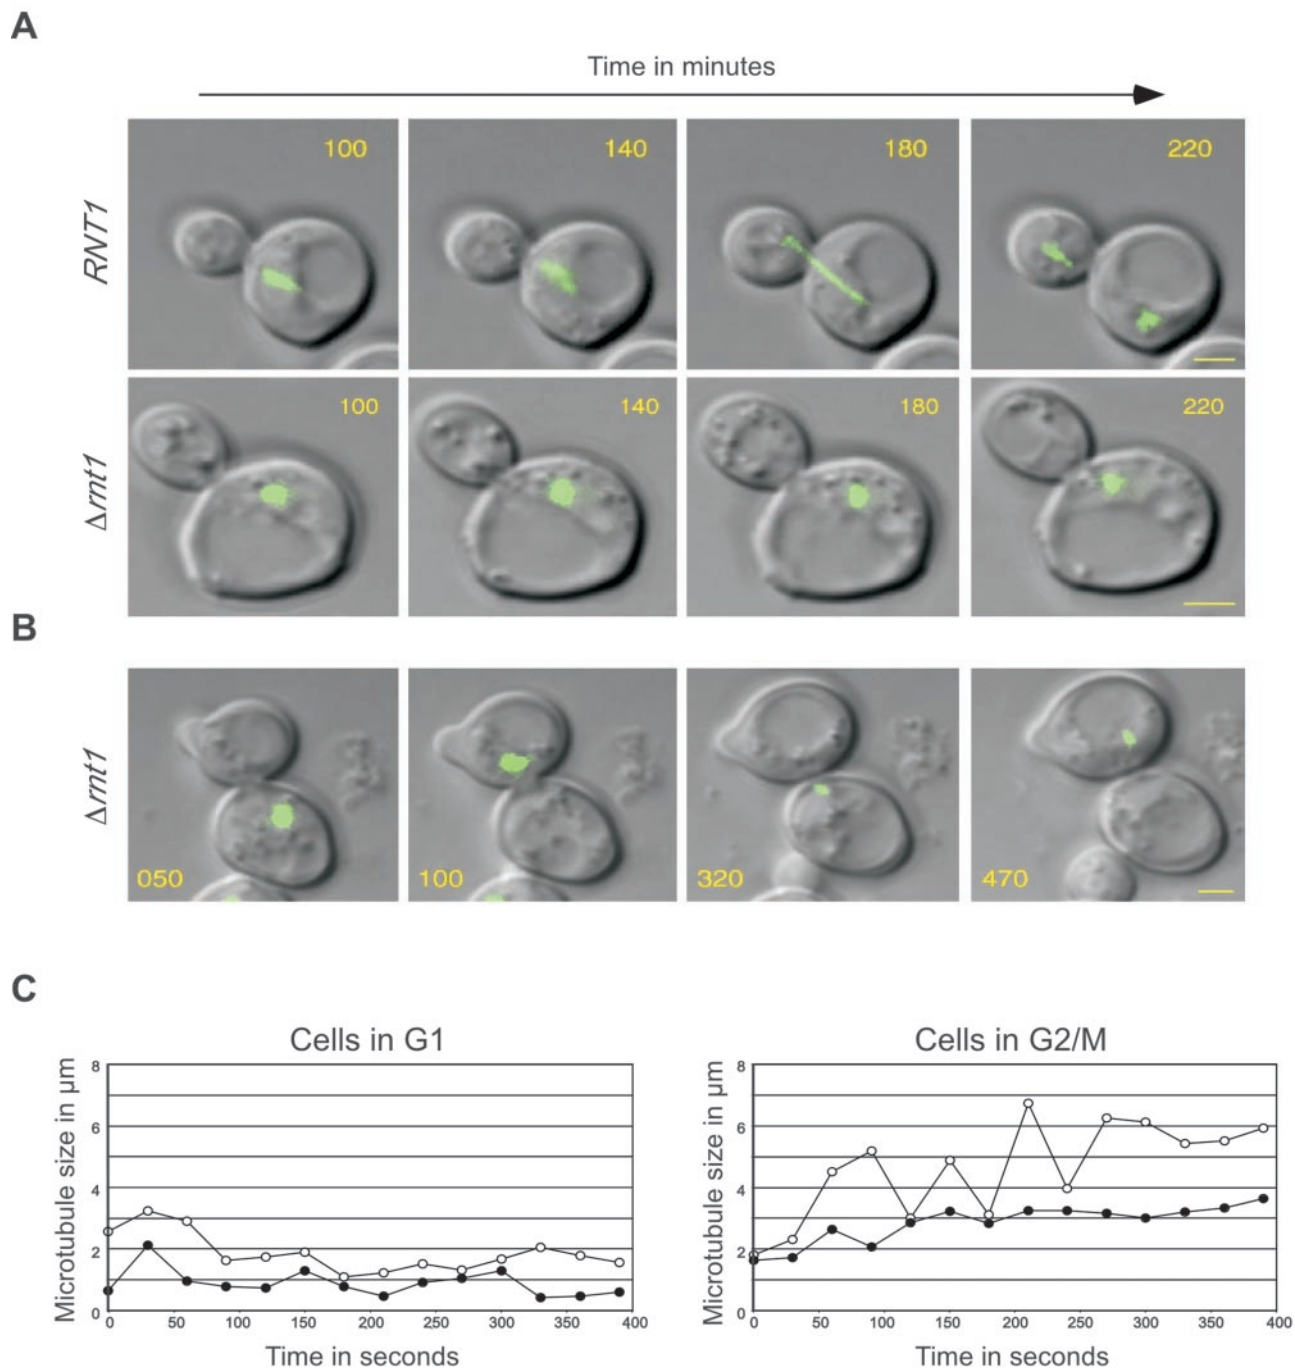 A
Time in minutes
RNT1
100
140
180
220
Δrnt1
100
140
180
220
B
Δrnt1
050
100
320
470
C
Cells in G1
Microtubule size in μm
8
6
4
2
0
0 50 100 150 200 250 300 350 400
Time in seconds
Cells in G2/M
Microtubule size in μm
8
6
4
2
0
0 50 100 150 200 250 300 350 400
Time in seconds